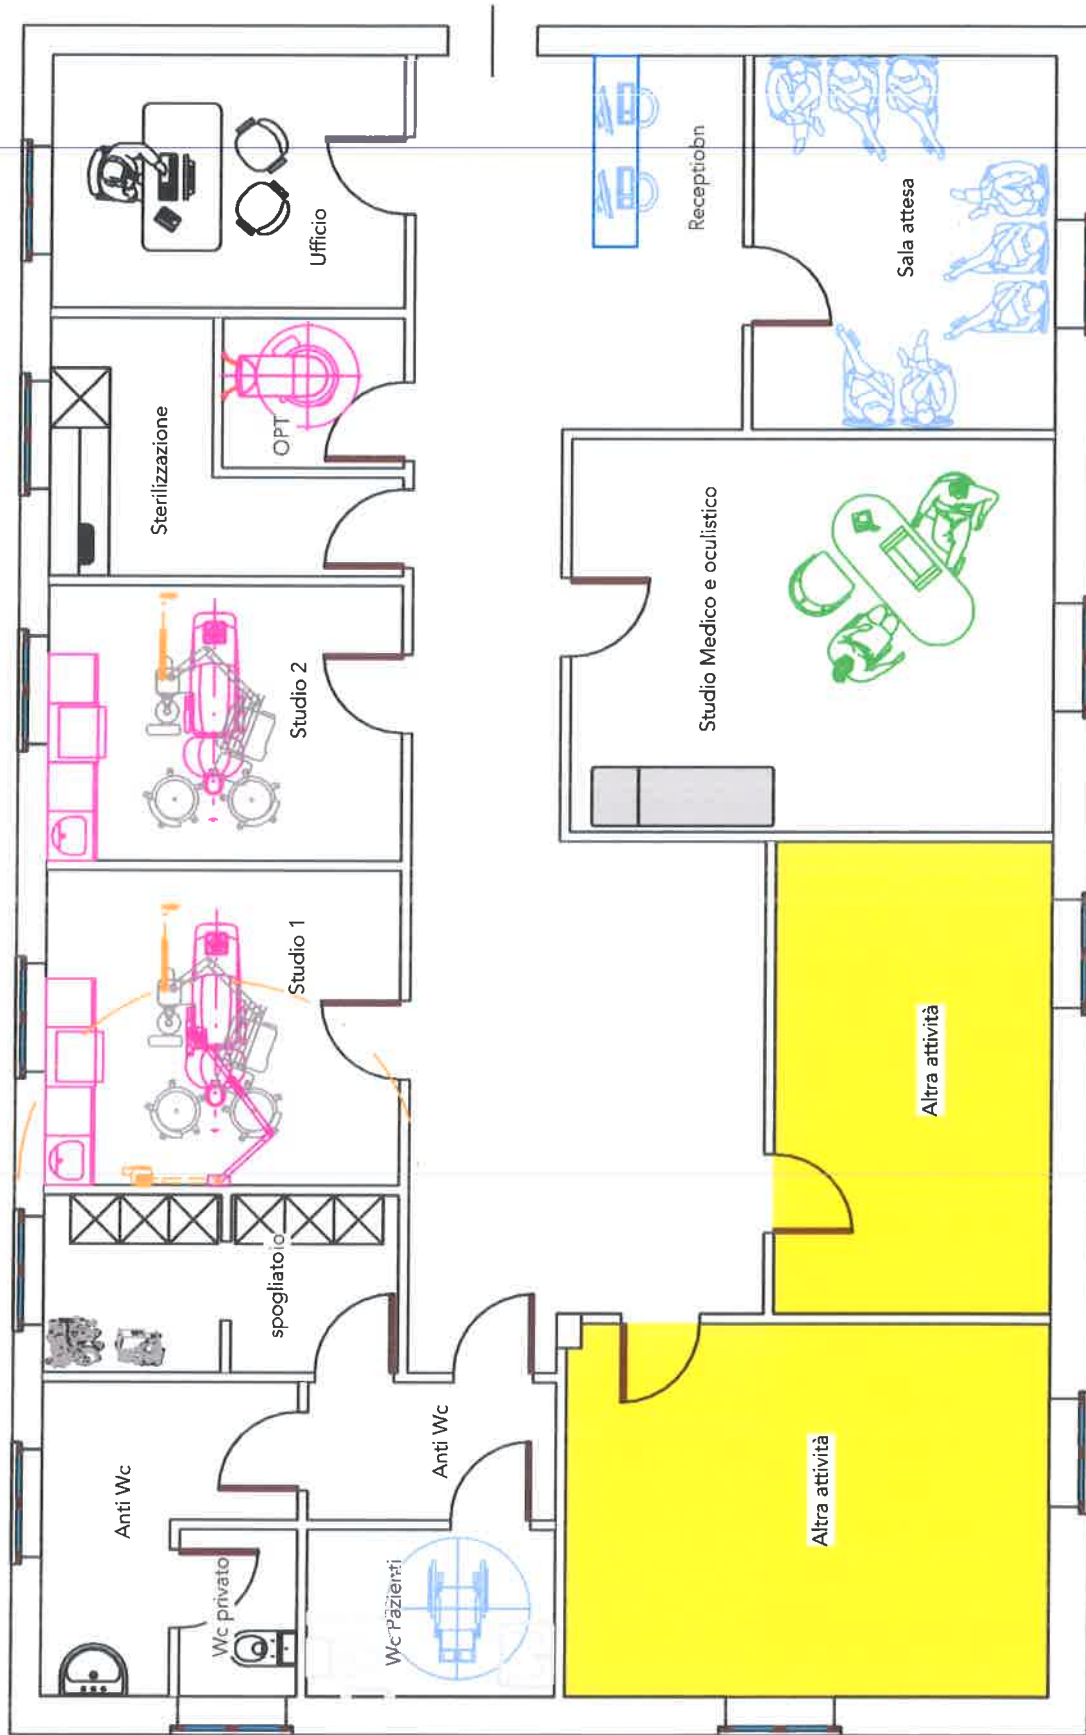 Anti Wc
Wc privato
Wc Pazienti
Anti Wc
spogliatoio
Studio 1
Studio 2
Sterilizzazione
OPT
Ufficio
Altra attività
Altra attività
Studio Medico e oculistico
Receptiobn
Sala attesa